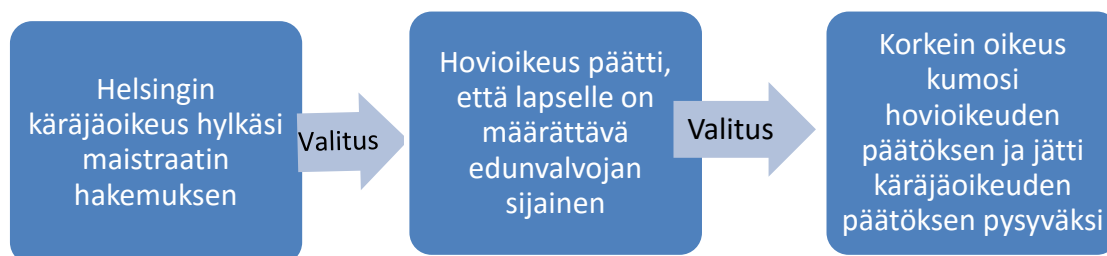 Helsingin
käräjäoikeus hylkäsi
maistraatin
hakemuksen
Valitus
Hovioikeus päätti,
että lapselle on
määrättävä
edunvalvojan
sijainen
Valitus
Korkein oikeus
kumosi
hovioikeuden
päätöksen ja jätti
käräjäoikeuden
päätöksen pysyväksi